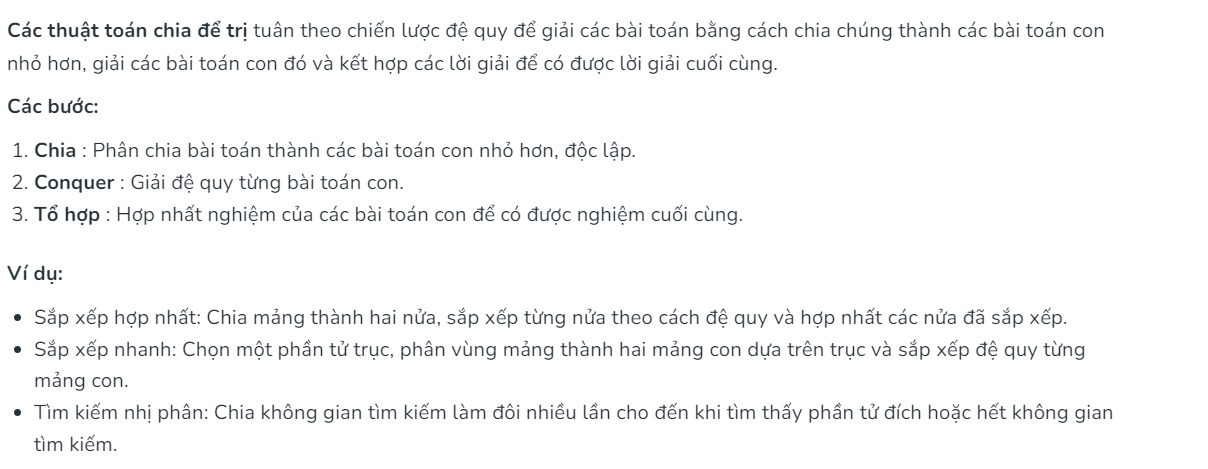 Các thuật toán chia để trị tuân theo chiến lược đệ quy để giải các bài toán bằng cách chia chúng thành các bài toán con
nhỏ hơn, giải các bài toán con đó và kết hợp các lời giải để có được lời giải cuối cùng.
Các bước:
1. Chia : Phân chia bài toán thành các bài toán con nhỏ hơn, độc lập.
2. Conquer : Giải đệ quy từng bài toán con.
3. Tổ hợp : Hợp nhất nghiệm của các bài toán con để có được nghiệm cuối cùng.
Ví dụ:
• Sắp xếp hợp nhất: Chia mảng thành hai nửa, sắp xếp từng nửa theo cách đệ quy và hợp nhất các nửa đã sắp xếp.
• Sắp xếp nhanh: Chọn một phần tử trục, phân vùng mảng thành hai mảng con dựa trên trục và sắp xếp đệ quy từng
mảng con.
• Tìm kiếm nhị phân: Chia không gian tìm kiếm làm đôi nhiều lần cho đến khi tìm thấy phần tử đích hoặc hết không gian
tìm kiếm.